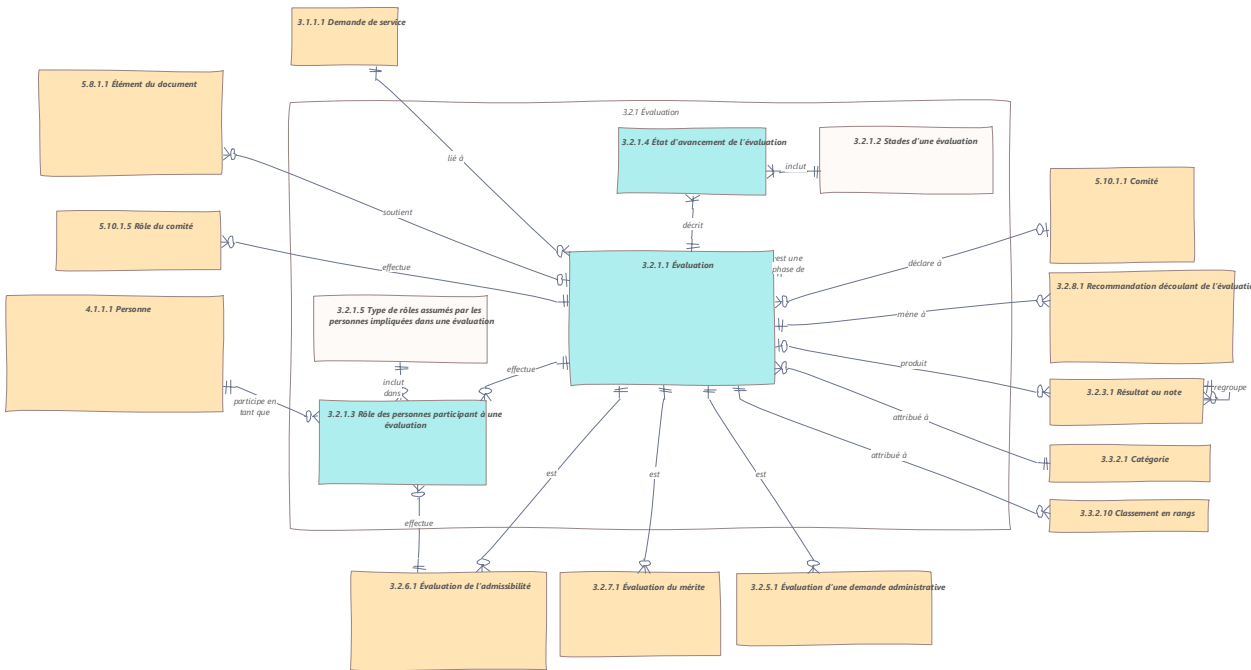 3.1.1.1 Demande de service
5.8.1.1 Élément du document
3.2.1 Évaluation
3.2.1.4 État d'avancement de l'évaluation
3.2.1.2 Stades d'une évaluation
inclut
lié à
5.10.1.1 Comité
soutient
5.10.1.5 Rôle du comité
décrit
effectue
3.2.1.1 Évaluation
est une
phase de
déclare à
3.2.8.1 Recommandation découlant de l'évaluation
4.1.1.1 Personne
3.2.1.5 Type de rôles assumés par les
personnes impliquées dans une évaluation
mène à
effectue
produit
inclut
dans
3.2.3.1 Résultat ou note
regroupe
participe en
tant que
3.2.1.3 Rôle des personnes participant à une
évaluation
attribué à
attribué à
3.3.2.1 Catégorie
est
est
est
3.3.2.10 Classement en rangs
effectue
3.2.6.1 Évaluation de l'admissibilité
3.2.7.1 Évaluation du mérite
3.2.5.1 Évaluation d'une demande administrative